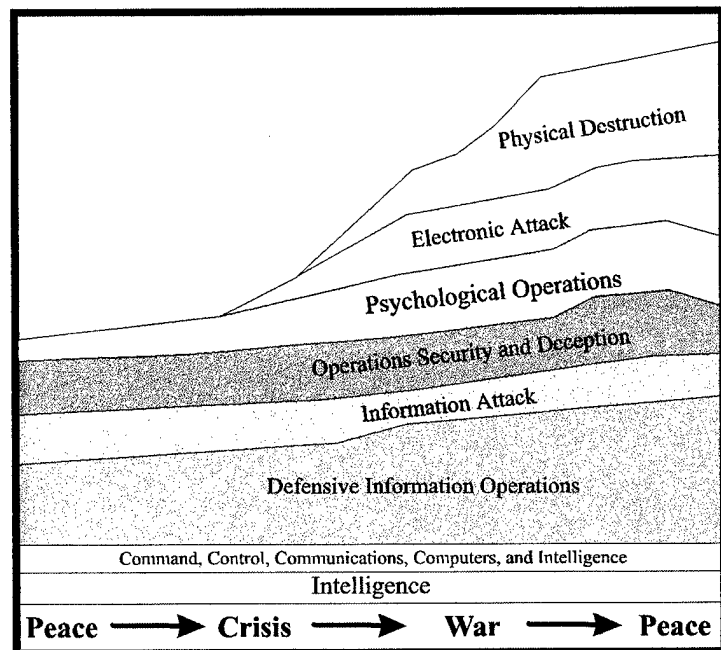 Physical Destruction
Electronic Attack
Psychological Operations
Operations Security and Deception
Information Attack
Defensive Information Operations
Command, Control, Communications, Computers, and Intelligence
Intelligence
Peace Crisis War Peace